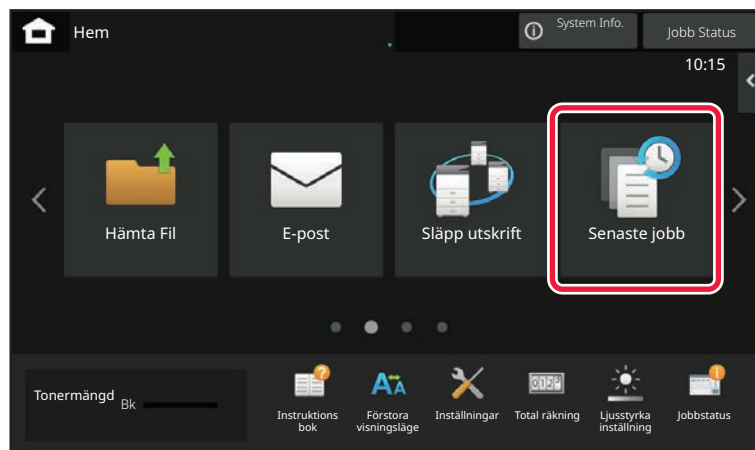 Hem
System Info.
Jobb Status
10:15
Hämta Fil
E-post
Släpp utskrift
Senaste jobb
Tonermängd
Bk
Instruktions
bok
Förstora
visningsläge
Inställningar
Total räkning
Ljusstyrka
inställning
Jobbstatus